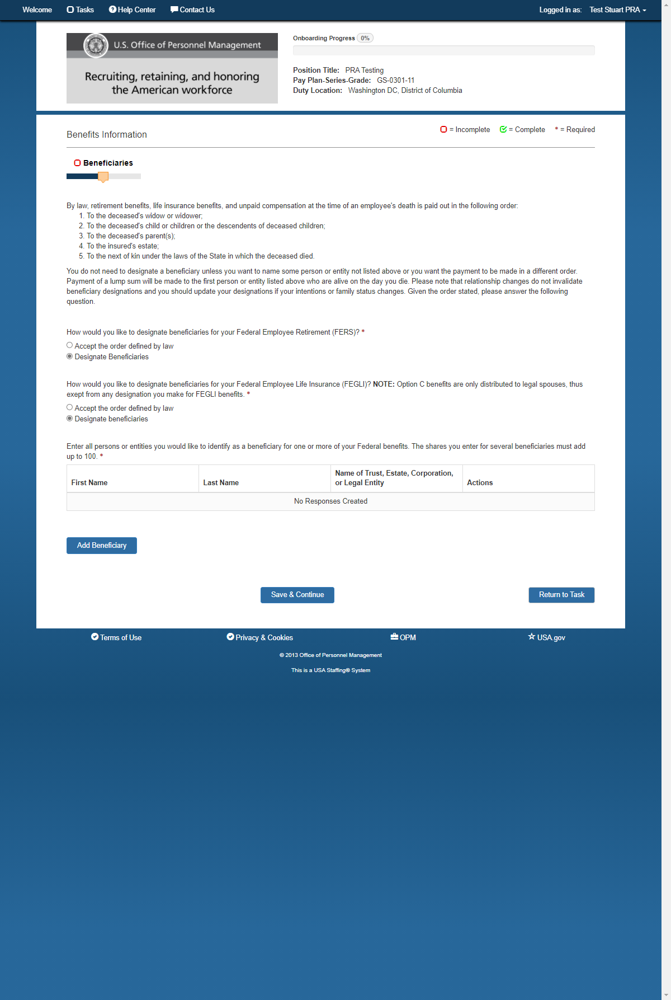 Welcome Tasks Help Center Contact Us Logged in as: Test Stuart PRA
U.S. Office of Personnel Management
Recruiting, retaining, and honoring
the American workforce
Onboarding Progress 0%
Position Title: PRA Testing
Pay Plan-Series-Grade: GS-0301-11
Duty Location: Washington DC, District of Columbia
Benefits Information
= Incomplete = Complete * = Required
Beneficiaries
By law, retirement benefits, life insurance benefits, and unpaid compensation at the time of an employee's death is paid out in the following order:
1. To the deceased's widow or widower;
2. To the deceased's child or children or the descendents of deceased children;
3. To the deceased's parent(s);
4. To the insured's estate;
5. To the next of kin under the laws of the State in which the deceased died.
You do not need to designate a beneficiary unless you want to name some person or entity not listed above or you want the payment to be made in a different order.
Payment of a lump sum will be made to the first person or entity listed above who are alive on the day you die. Please note that relationship changes do not invalidate
beneficiary designations and you should update your designations if your intentions or family status changes. Given the order stated, please answer the following
question.
How would you like to designate beneficiaries for your Federal Employee Retirement (FERS)? *
Accept the order defined by law
Designate Beneficiaries
How would you like to designate beneficiaries for your Federal Employee Life Insurance (FEGLI)? NOTE: Option C benefits are only distributed to legal spouses, thus
exept from any designation you make for FEGLI benefits. *
Accept the order defined by law
Designate beneficiaries
Enter all persons or entities you would like to identify as a beneficiary for one or more of your Federal benefits. The shares you enter for several beneficiaries must add
up to 100. *
Name of Trust, Estate, Corporation,
First Name Last Name or Legal Entity Actions
No Responses Created
Add Beneficiary
Save & Continue Return to Task
Terms of Use Privacy & Cookies OPM USA.gov
© 2013 Office of Personnel Management
This is a USA Staffing® System